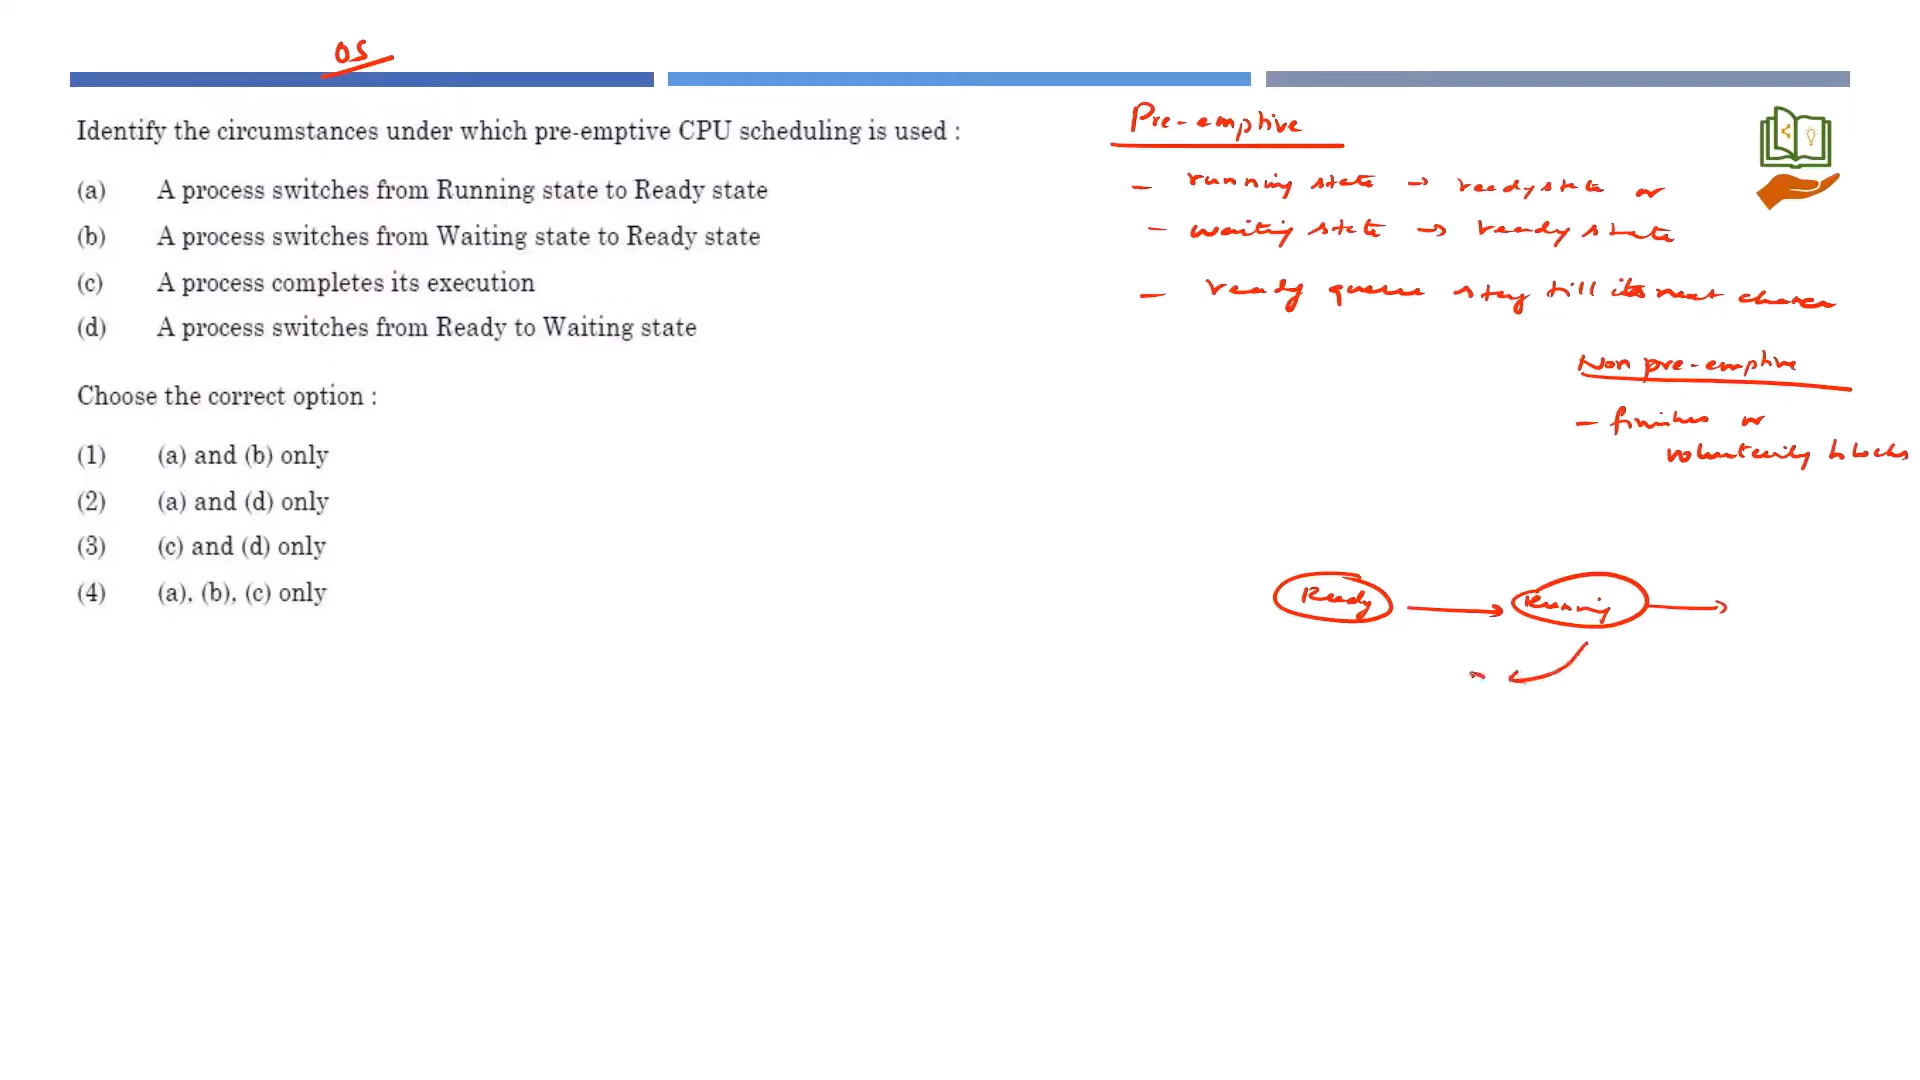 OS
Identify the circumstances under which pre-emptive CPU scheduling is used :
(a) A process switches from Running state to Ready state
(b) A process switches from Waiting state to Ready state
(c) A process completes its execution
(d) A process switches from Ready to Waiting state
Choose the correct option :
(1) (a) and (b) only
(2) (a) and (d) only
(3) (c) and (d) only
(4) (a), (b), (c) only
Pre-emptive
- running state → ready state or
- waiting state → ready state
- ready queue stay till its next chance
Non pre-emptive
- finishes or
voluntarily blocks
Ready → Running →